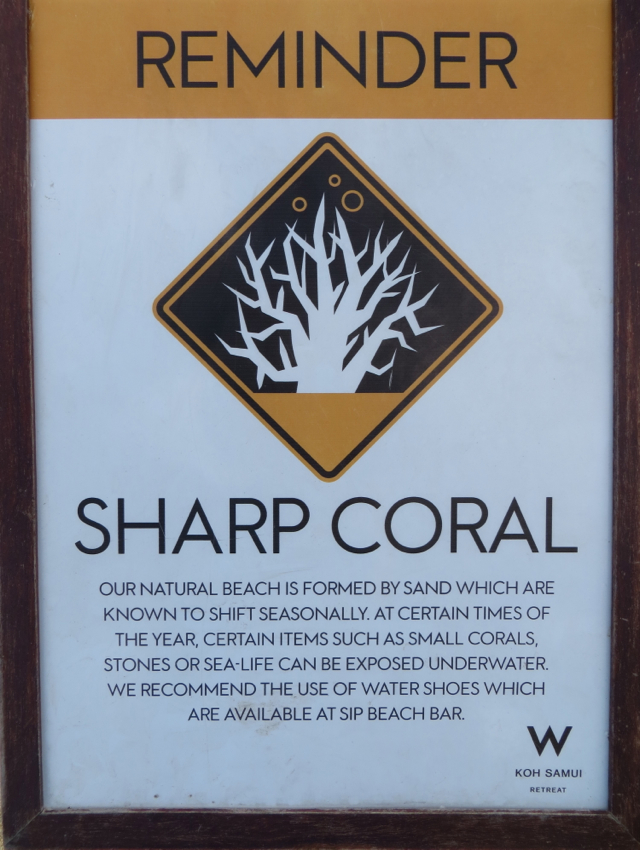 REMINDER
SHARP CORAL
OUR NATURAL BEACH IS FORMED BY SAND WHICH ARE
KNOWN TO SHIFT SEASONALLY. AT CERTAIN TIMES OF
THE YEAR, CERTAIN ITEMS SUCH AS SMALL CORALS,
STONES OR SEA-LIFE CAN BE EXPOSED UNDERWATER.
WE RECOMMEND THE USE OF WATER SHOES WHICH
ARE AVAILABLE AT SIP BEACH BAR.
W
KOH SAMUI
RETREAT